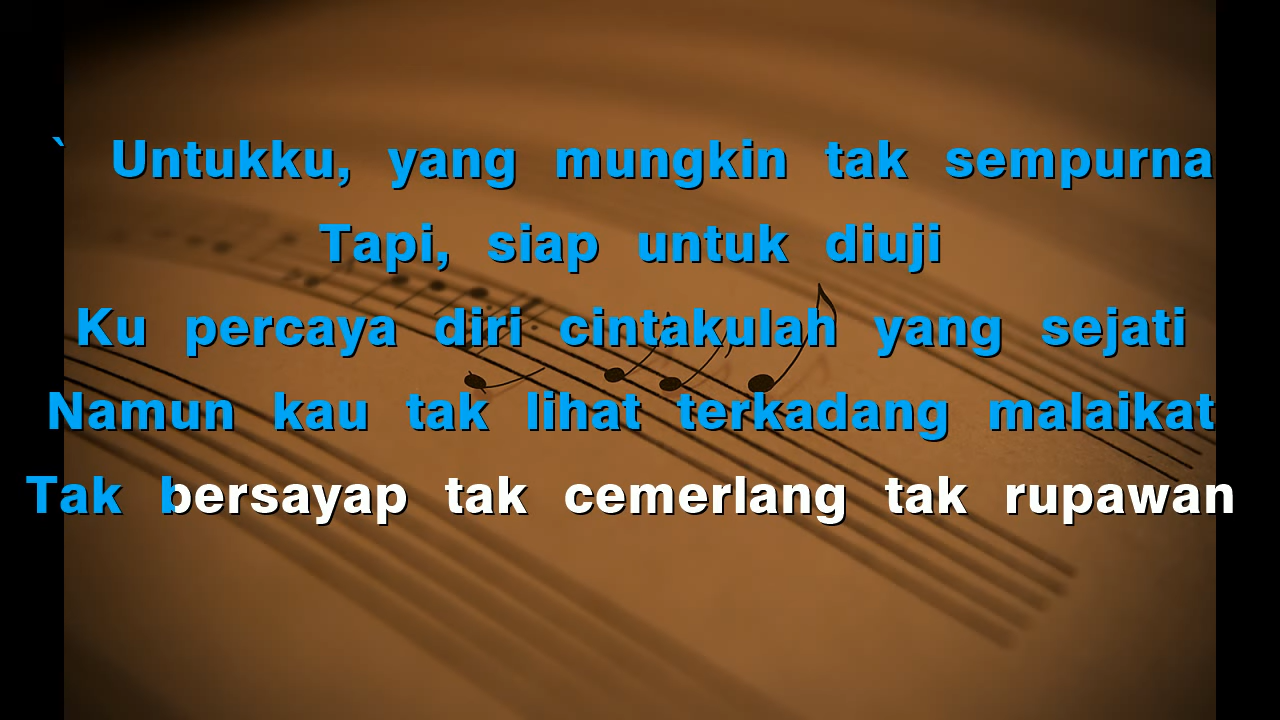 ` Untukku, yang mungkin tak sempurna
Tapi, siap untuk diuji
Ku percaya diri cintakulah yang sejati
Namun kau tak lihat terkadang malaikat
Tak bersayap tak cemerlang tak rupawan